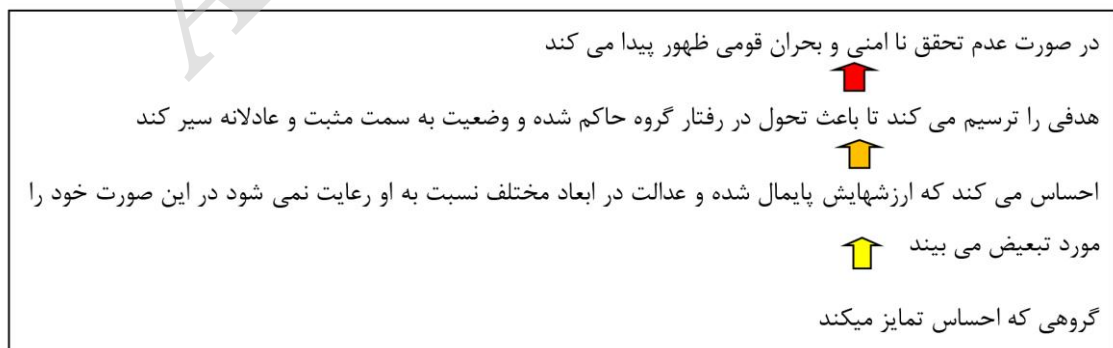 در صورت عدم تحقق نا امنی و بحران قومی ظهور پیدا می کند
هدفی را ترسیم می کند تا باعث تحول در رفتار گروه حاکم شده و وضعیت به سمت مثبت و عادلانه سیر کند
احساس می کند که ارزشهایش پایمال شده و عدالت در ابعاد مختلف نسبت به او رعایت نمی شود در این صورت خود را
مورد تبعیض می بیند
گروهی که احساس تمایز میکند